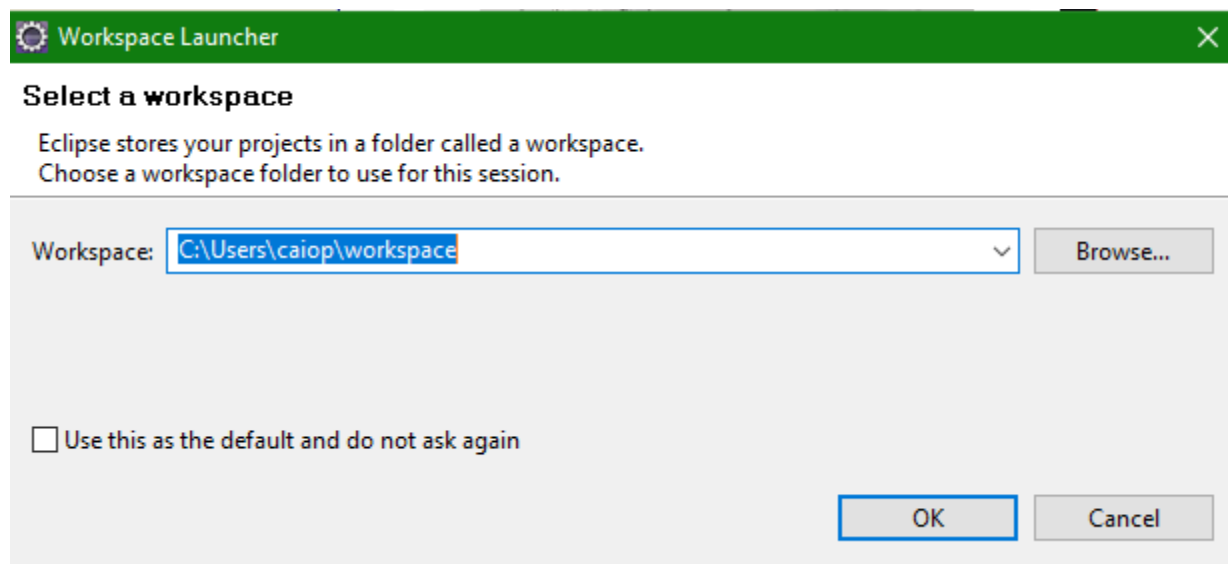 Workspace Launcher
Select a workspace
Eclipse stores your projects in a folder called a workspace.
Choose a workspace folder to use for this session.
Workspace: C:\Users\caiop\workspace Browse...
Use this as the default and do not ask again
OK Cancel